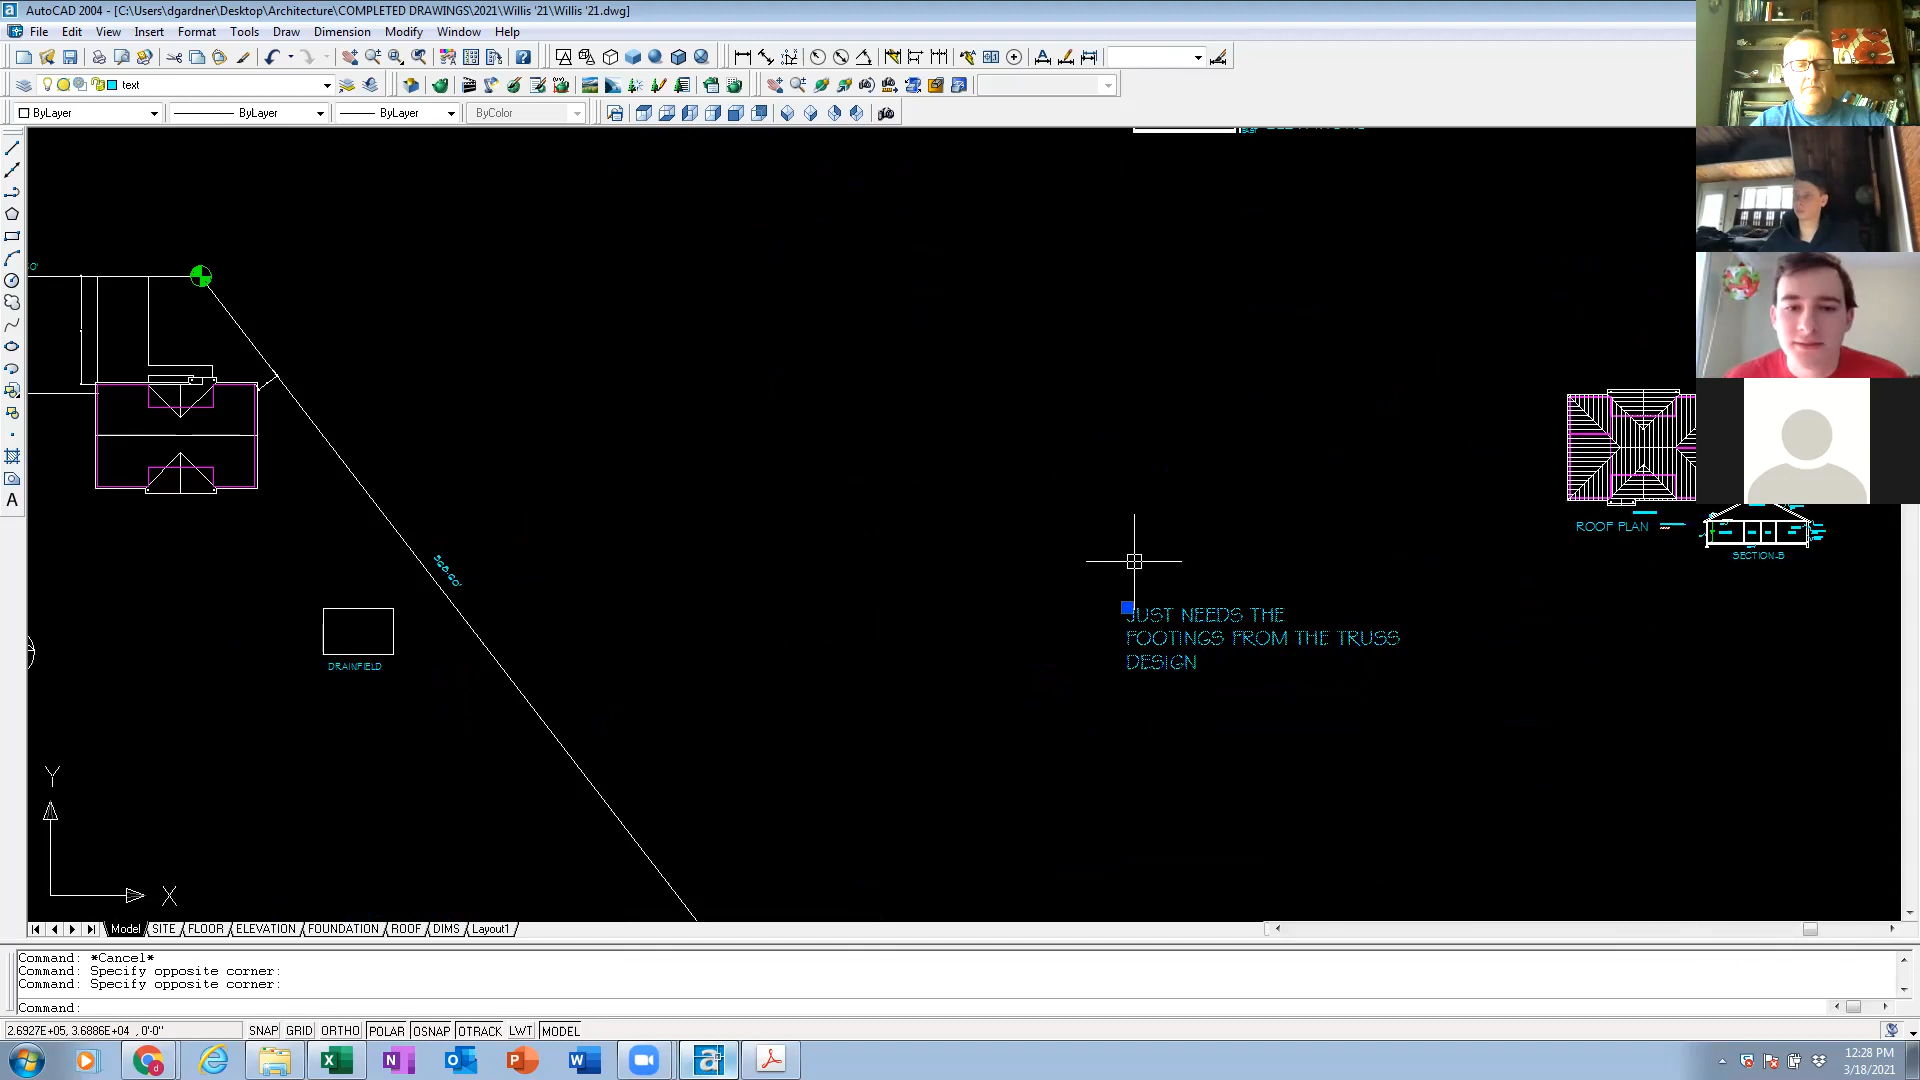 AutoCAD 2004 - [C:\Users\dgardner\Desktop\Architecture\COMPLETED DRAWINGS\2021\Willis '21\Willis '21.dwg]
File Edit View Insert Format Tools Draw Dimension Modify Window Help
text
ByLayer ByLayer ByLayer ByColor
A
368.60'
DRAINFIELD
JUST NEEDS THE
FOOTINGS FROM THE TRUSS
DESIGN
ROOF PLAN
SECTION-B
Y
X
Model SITE FLOOR ELEVATION FOUNDATION ROOF DIMS Layout1
Command: *Cancel*
Command: Specify opposite corner:
Command: Specify opposite corner:
Command:
2.6927E+05, 3.6886E+04 , 0'-0" SNAP GRID ORTHO POLAR OSNAP OTRACK LWT MODEL
12:28 PM
3/18/2021